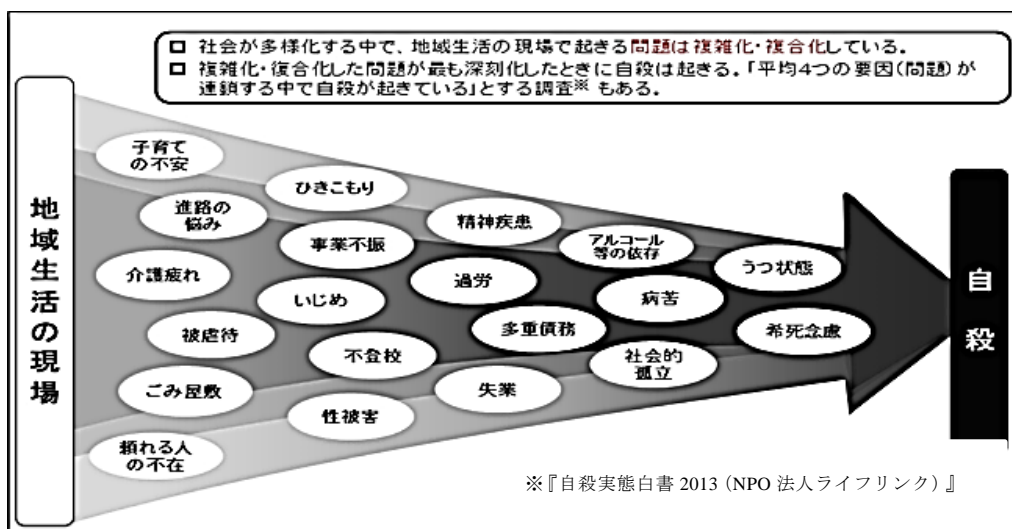 □ 社会が多様化する中で、地域生活の現場で起きる問題は複雑化・複合化している。
□ 複雑化・複合化した問題が最も深刻化したときに自殺は起きる。「平均4つの要因(問題)が
連鎖する中で自殺が起きている」とする調査※ もある。
地域生活の現場
子育て
の不安
ひきこもり
進路の
悩み
精神疾患
事業不振
アルコール
等の依存
うつ状態
介護疲れ
過労
いじめ
病苦
被虐待
多重債務
希死念慮
不登校
社会的
孤立
ごみ屋敷
失業
性被害
頼れる人
の不在
自殺
※『自殺実態白書 2013（NPO 法人ライフリンク）』